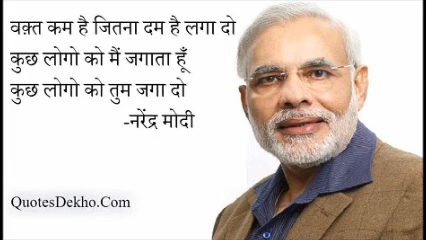 वक़्त कम है जितना दम है लगा दो
कुछ लोगो को मैं जगाता हूँ
कुछ लोगो को तुम जगा दो
-नरेंद्र मोदी
QuotesDekho.Com